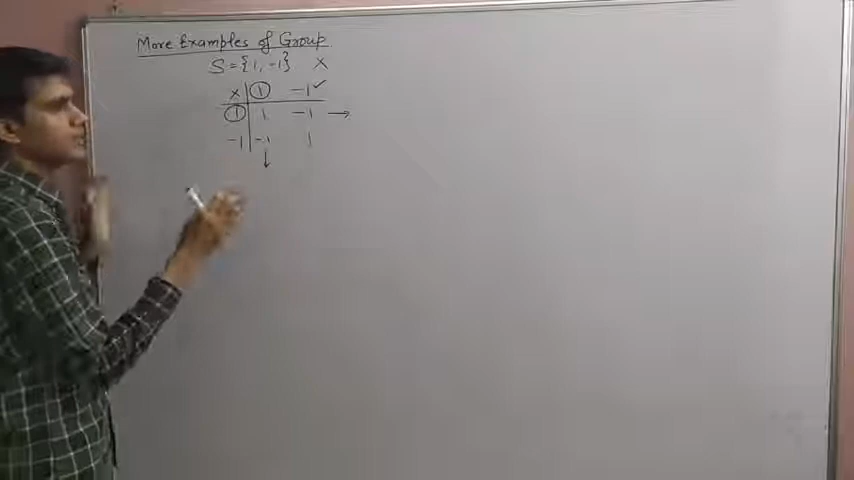 More Examples of Group
S = {1, -1} ×
× | 1 -1 ✓
1 | 1 -1 →
-1 | -1 1
↓